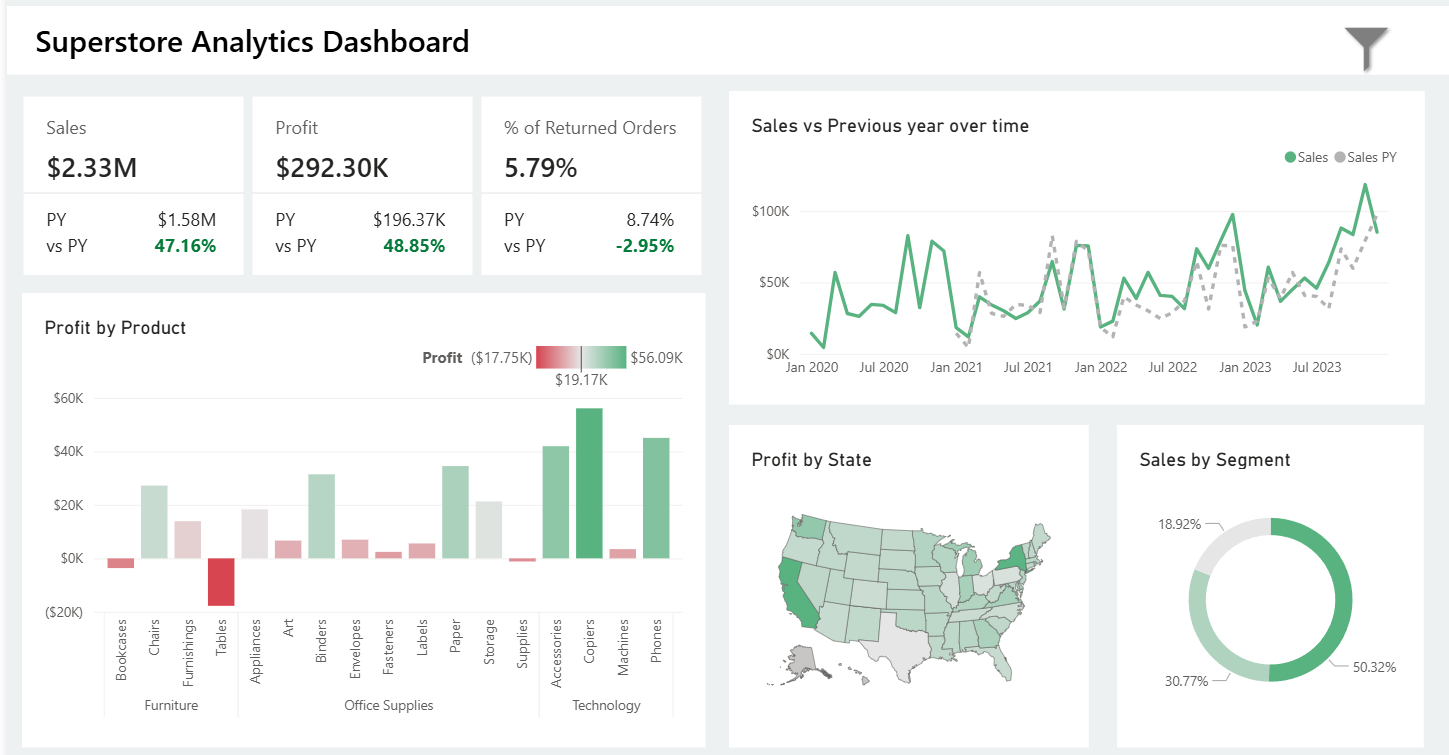 Superstore Analytics Dashboard
Sales
$2.33M
PY $1.58M
vs PY 47.16%
Profit
$292.30K
PY $196.37K
vs PY 48.85%
% of Returned Orders
5.79%
PY 8.74%
vs PY -2.95%
Sales vs Previous year over time
Sales Sales PY
$100K
$50K
$0K
Jan 2020 Jul 2020 Jan 2021 Jul 2021 Jan 2022 Jul 2022 Jan 2023 Jul 2023
Profit by Product
Profit ($17.75K) $56.09K
$19.17K
$60K
$40K
$20K
$0K
($20K)
Bookcases
Chairs
Furnishings
Tables
Appliances
Art
Binders
Envelopes
Fasteners
Labels
Paper
Storage
Supplies
Accessories
Copiers
Machines
Phones
Furniture Office Supplies Technology
Profit by State
Sales by Segment
18.92%
50.32%
30.77%